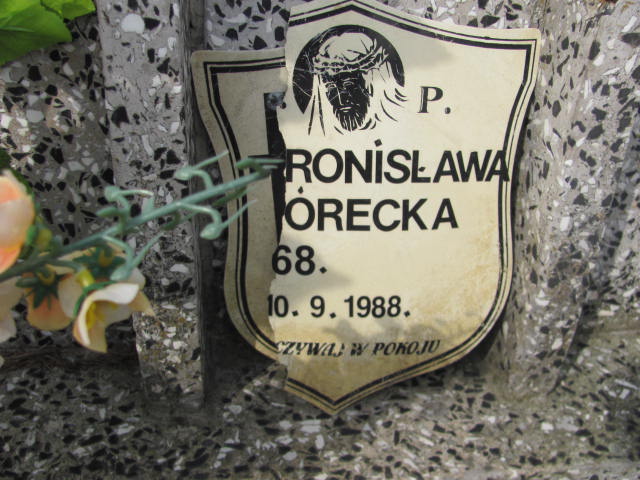 . P.
RONISŁAWA
ÓRECKA
68.
10. 9. 1988.
CZYWAJ W POKOJU